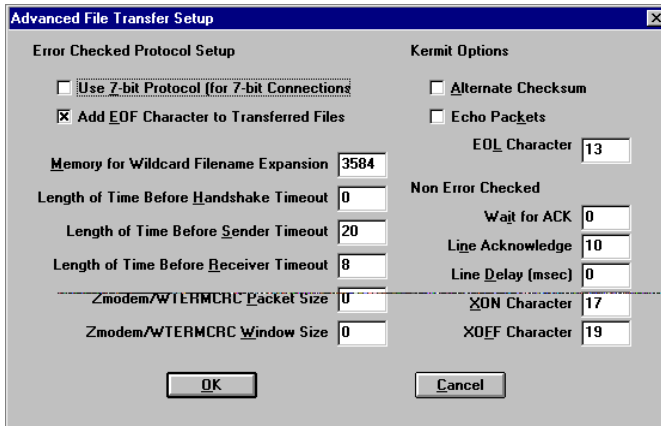 Advanced File Transfer Setup
Error Checked Protocol Setup
Use 7-bit Protocol (for 7-bit Connections
Add EOF Character to Transferred Files
Memory for Wildcard Filename Expansion 3584
Length of Time Before Handshake Timeout 0
Length of Time Before Sender Timeout 20
Length of Time Before Receiver Timeout 8
Zmodem/WTERMCRC Packet Size 0
Zmodem/WTERMCRC Window Size 0
Kermit Options
Alternate Checksum
Echo Packets
EOL Character 13
Non Error Checked
Wait for ACK 0
Line Acknowledge 10
Line Delay (msec) 0
XON Character 17
XOFF Character 19
OK
Cancel